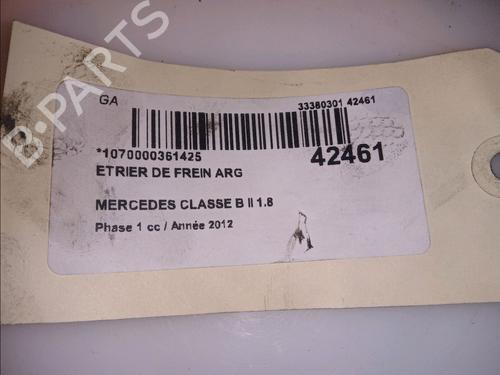 GA
33380301 42461
*1070000361425
42461
ETRIER DE FREIN ARG
MERCEDES CLASSE B II 1.8
Phase 1 cc / Année 2012
B-PARTS